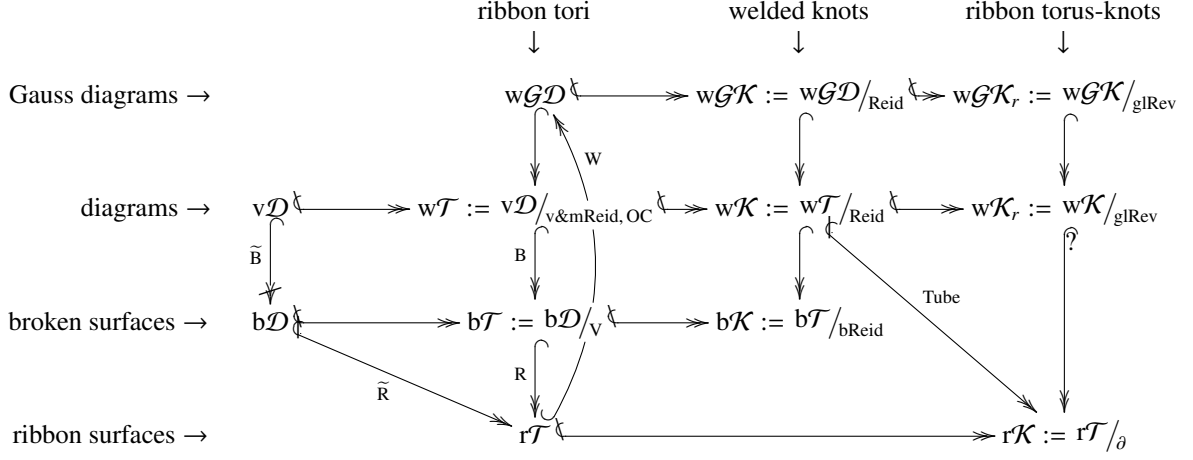 ribbon tori welded knots ribbon torus-knots
↓ ↓ ↓
Gauss diagrams → w𝒢𝒟 w𝒢𝒦 := w𝒢𝒟/Reid w𝒢𝒦r := w𝒢𝒦/glRev
W
diagrams → v𝒟 w𝒯 := v𝒟/v&mReid, OC w𝒦 := w𝒯/Reid w𝒦r := w𝒦/glRev
?
B̃ B
Tube
broken surfaces → b𝒟 b𝒯 := b𝒟/V b𝒦 := b𝒯/bReid
R̃ R
ribbon surfaces → r𝒯 r𝒦 := r𝒯/∂